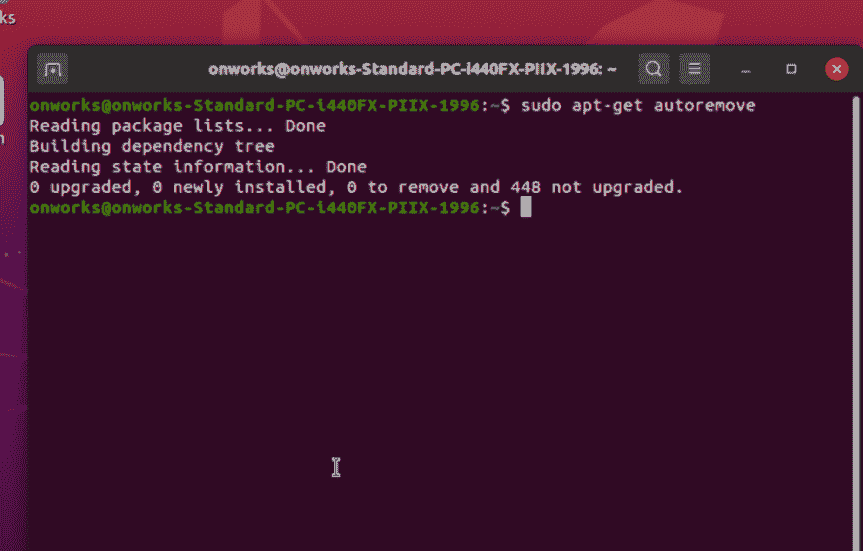 ks
onworks@onworks-Standard-PC-i440FX-PIIX-1996: ~
n
onworks@onworks-Standard-PC-i440FX-PIIX-1996:~$ sudo apt-get autoremove
Reading package lists... Done
Building dependency tree
Reading state information... Done
0 upgraded, 0 newly installed, 0 to remove and 448 not upgraded.
onworks@onworks-Standard-PC-i440FX-PIIX-1996:~$